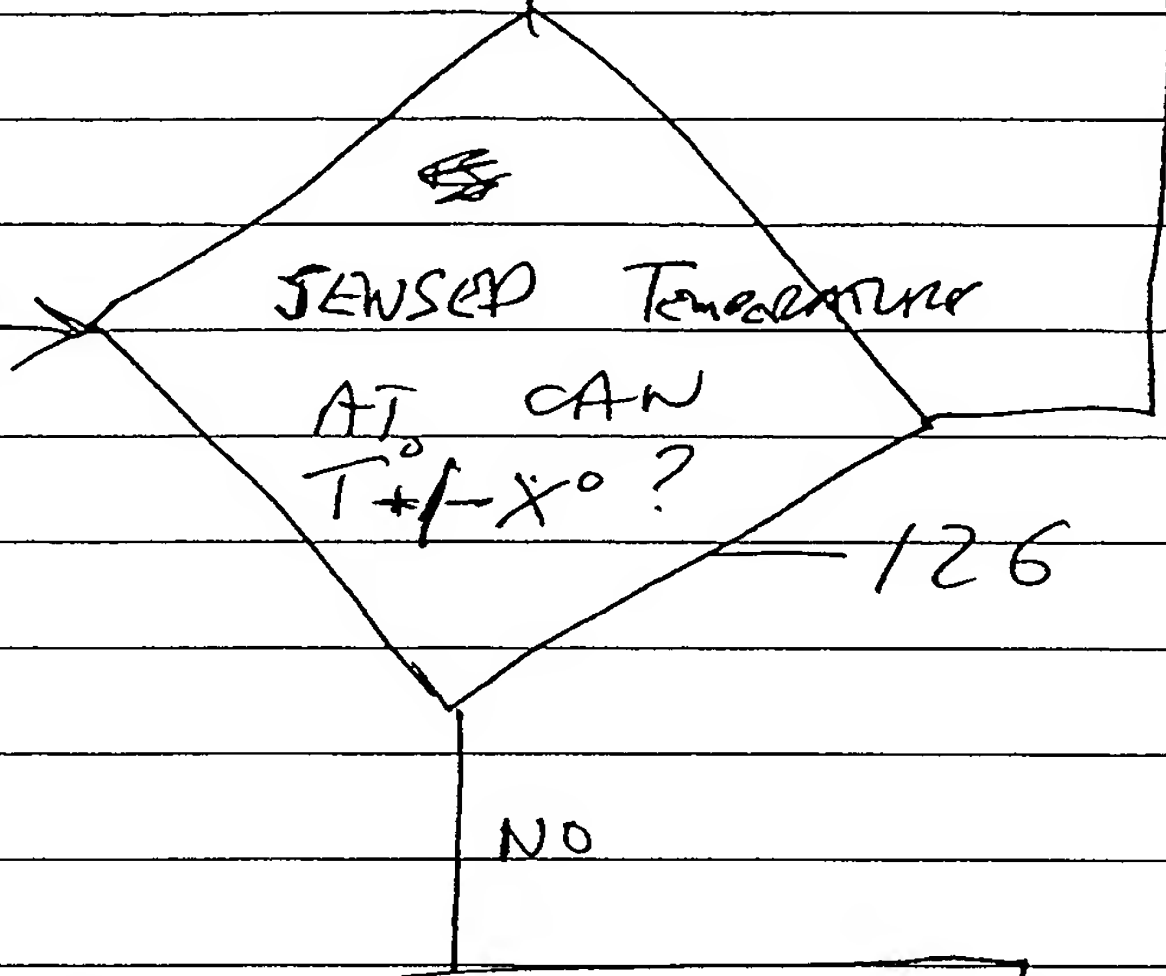 SENSED Temperature
AT CAN
T +/- X° ?
126
NO